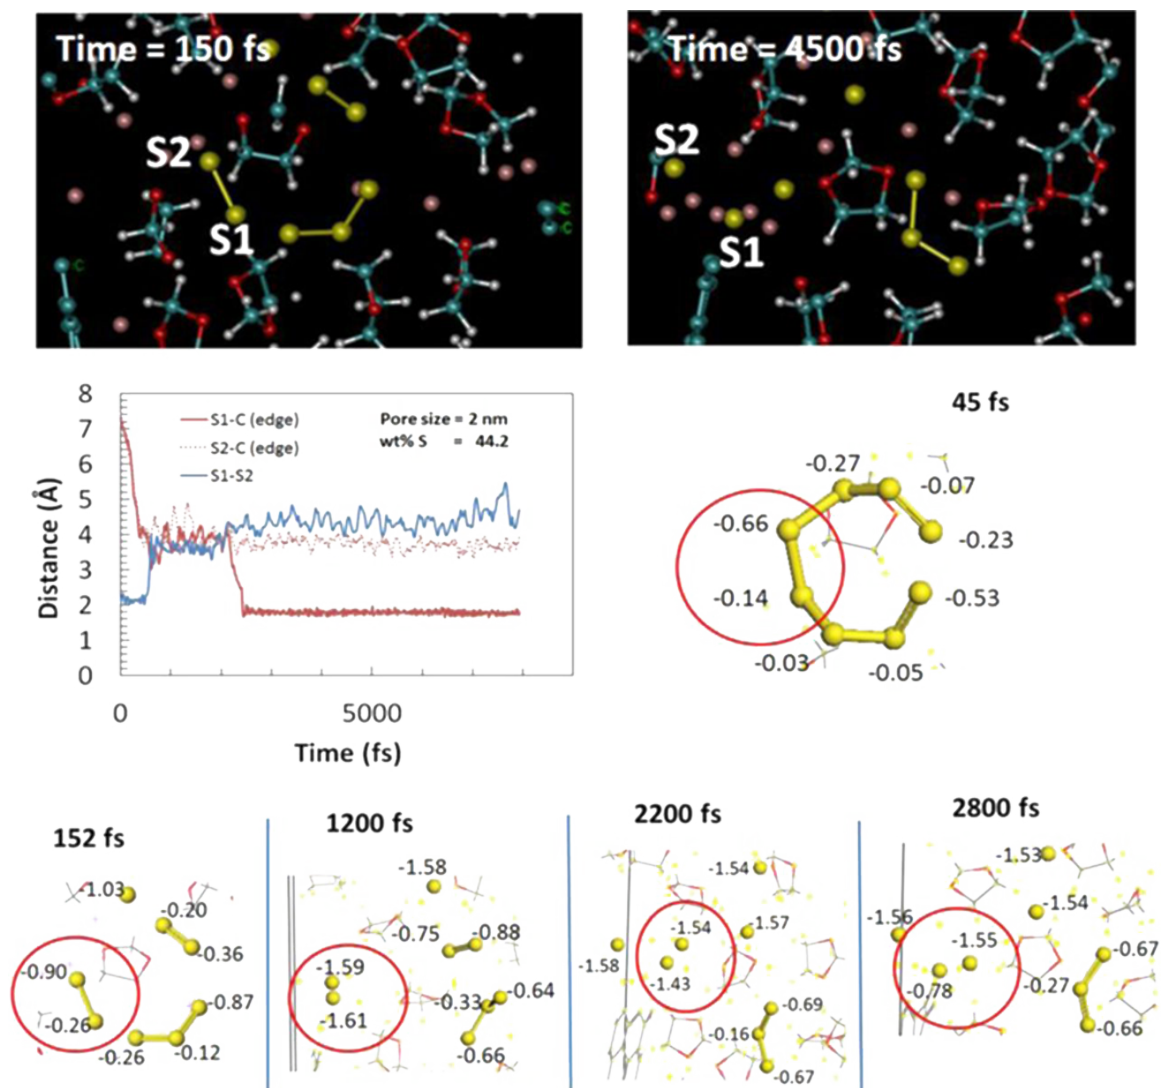 Time = 150 fs
S2
S1
C
C
C
Time = 4500 fs
S2
S1
8
7
6
5
4
3
2
1
0
Distance (Å)
S1-C (edge)
S2-C (edge)
S1-S2
Pore size = 2 nm
wt% S = 44.2
0
5000
Time (fs)
45 fs
-0.27
-0.07
-0.66
-0.23
-0.14
-0.53
-0.03
-0.05
152 fs
-1.03
-0.20
-0.36
-0.90
-0.26
-0.87
-0.26
-0.12
1200 fs
-1.58
-0.75
-0.88
-1.59
-1.61
-0.33
-0.64
-0.66
2200 fs
-1.54
-1.57
-1.54
-1.58
-1.43
-0.69
-0.16
-0.67
2800 fs
-1.53
-1.54
-1.56
-1.55
-0.67
-0.78
-0.27
-0.66